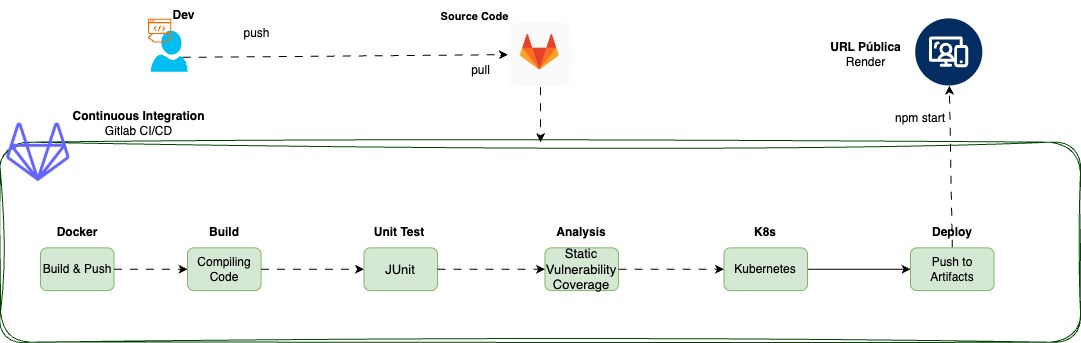 Dev
push
Source Code
pull
URL Pública
Render
npm start
Continuous Integration
Gitlab CI/CD
Docker
Build & Push
Build
Compiling
Code
Unit Test
JUnit
Analysis
Static
Vulnerability
Coverage
K8s
Kubernetes
Deploy
Push to
Artifacts